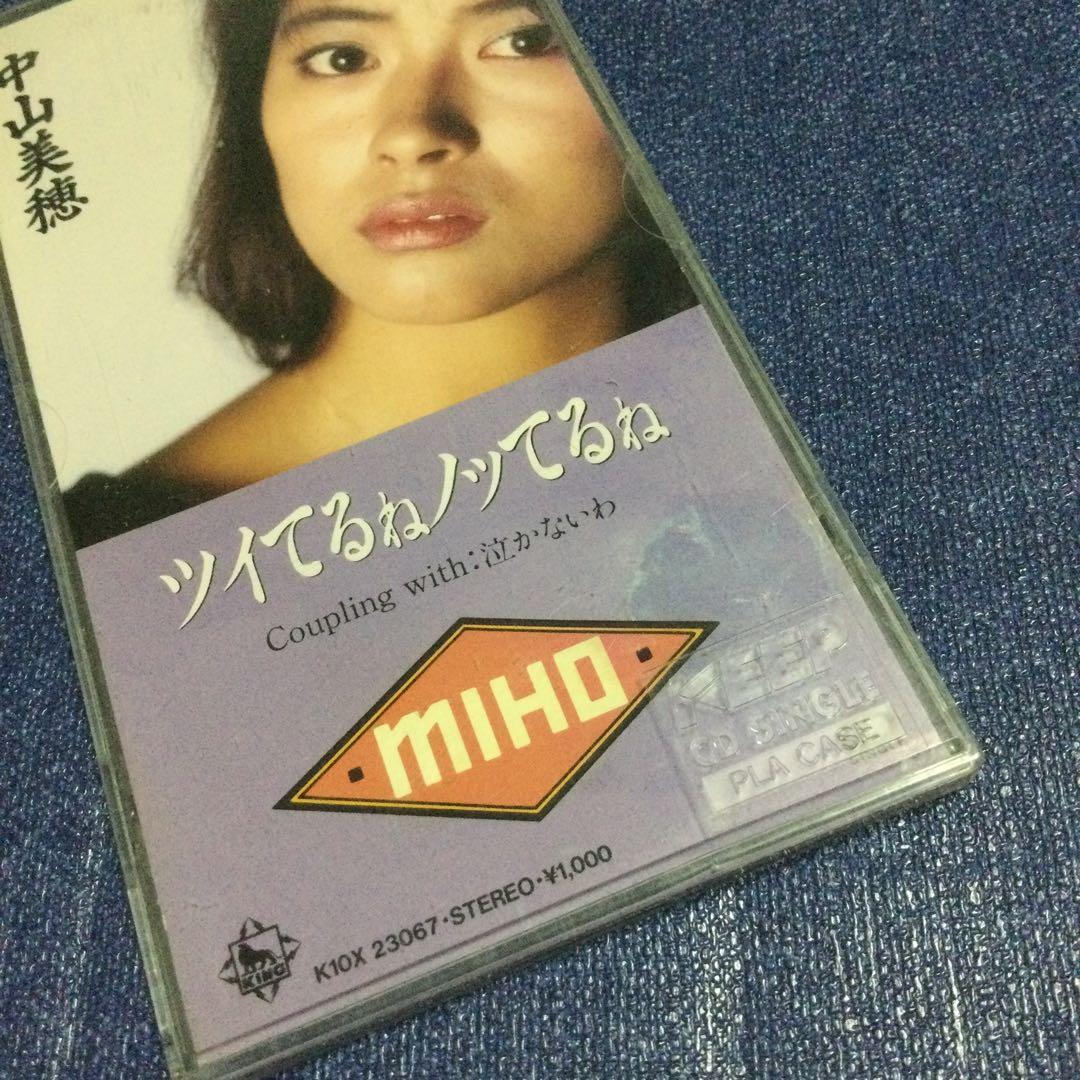 中山美穂
ツイてるねノッてるね
Coupling with:泣かないわ
MIHO
KEEP
CD SINGLE
PLA CASE
KING
K10X 23067・STEREO・¥1,000